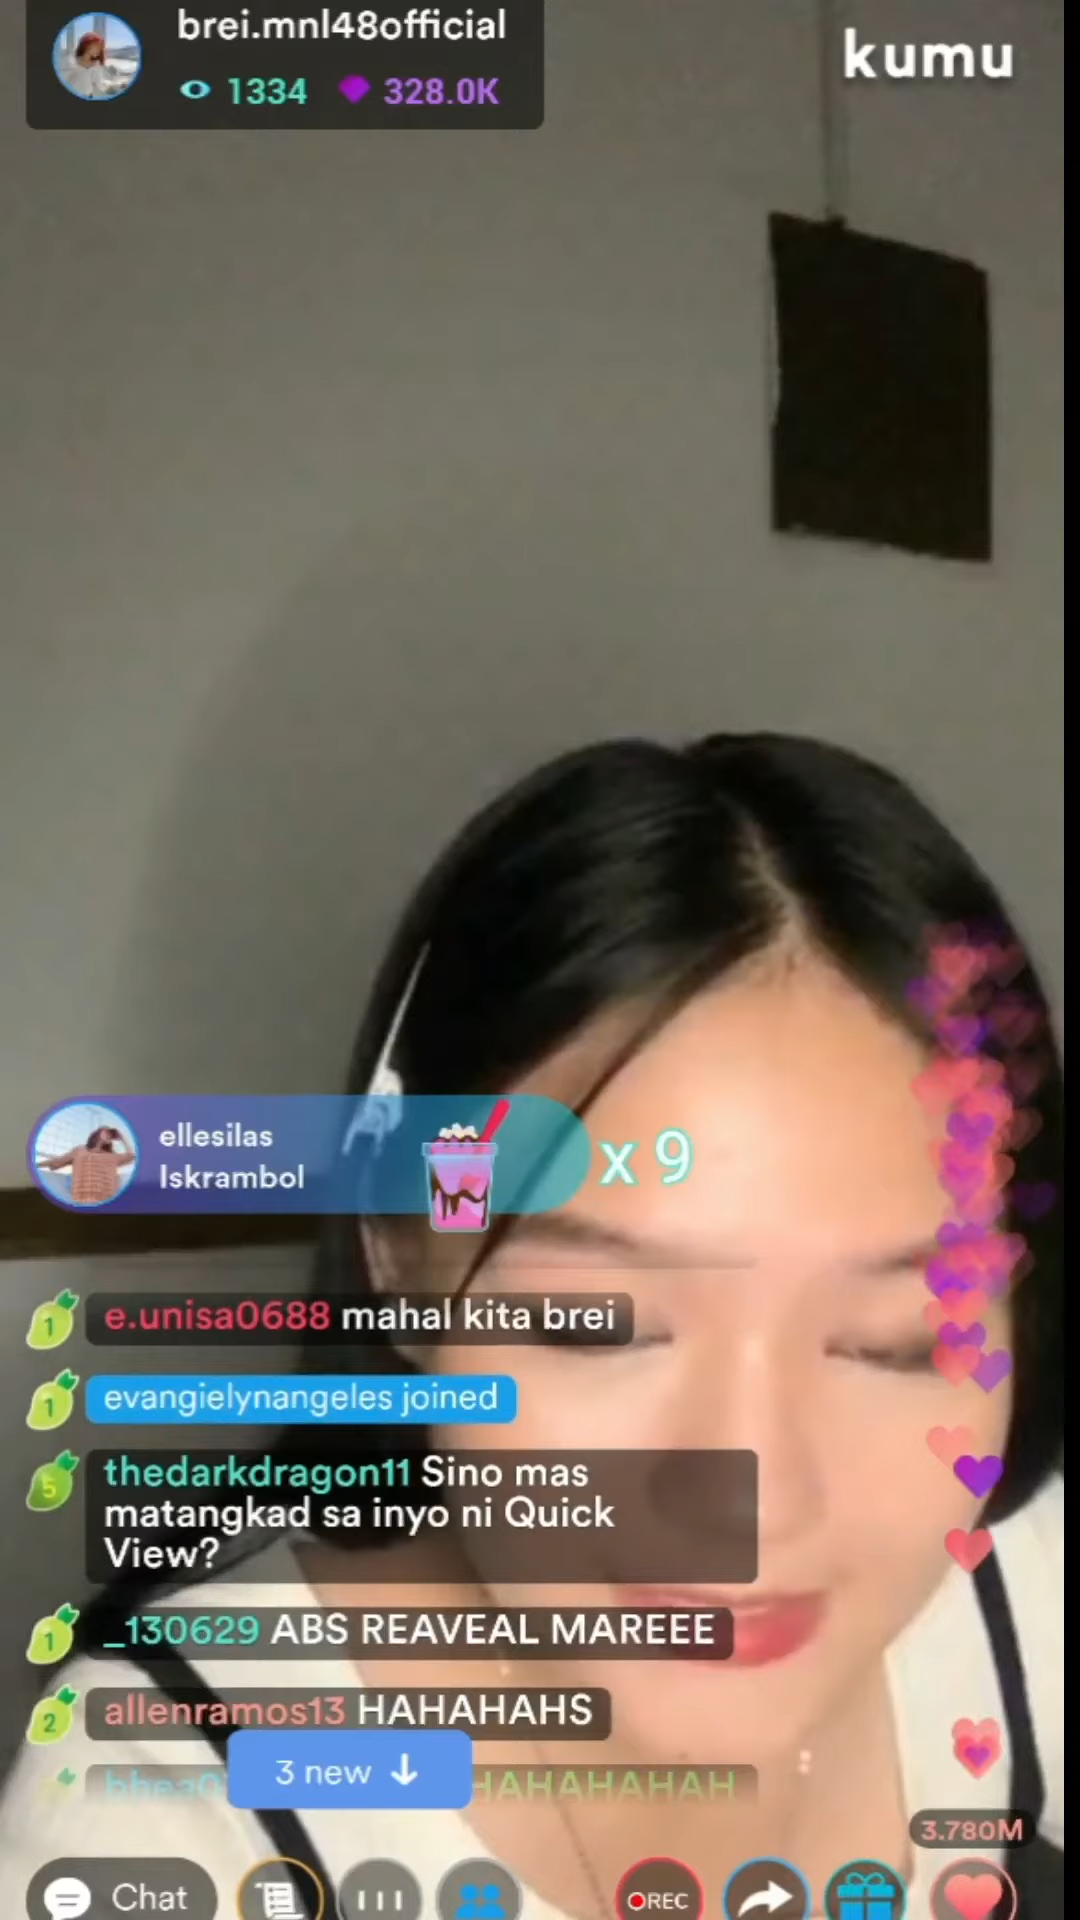 brei.mnl48official
kumu
1334 328.0K
ellesilas
Iskrambol
x 9
1 e.unisa0688 mahal kita brei
1 evangielynangeles joined
5 thedarkdragon11 Sino mas
matangkad sa inyo ni Quick
View?
1 _130629 ABS REAVEAL MAREEE
2 allenramos13 HAHAHAHS
HAHAHAHAH
3 new
3.780M
Chat
REC